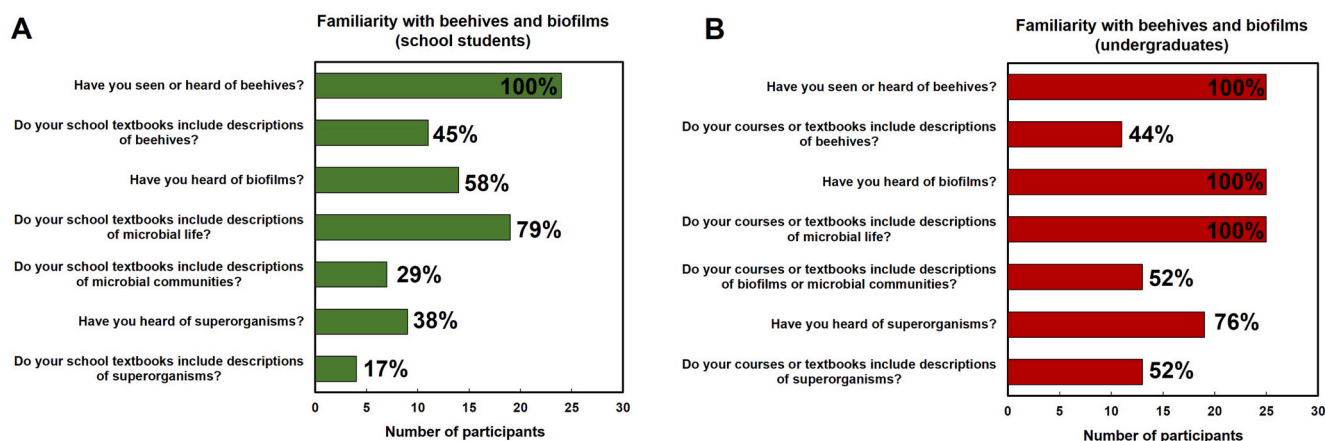 A
Familiarity with beehives and biofilms
(school students)
Have you seen or heard of beehives?
100%
Do your school textbooks include descriptions
of beehives?
45%
Have you heard of biofilms?
58%
Do your school textbooks include descriptions
of microbial life?
79%
Do your school textbooks include descriptions
of microbial communities?
29%
Have you heard of superorganisms?
38%
Do your school textbooks include descriptions
of superorganisms?
17%
0 5 10 15 20 25 30
Number of participants
B
Familiarity with beehives and biofilms
(undergraduates)
Have you seen or heard of beehives?
100%
Do your courses or textbooks include descriptions
of beehives?
44%
Have you heard of biofilms?
100%
Do your courses or textbooks include descriptions
of microbial life?
100%
Do your courses or textbooks include descriptions
of biofilms or microbial communities?
52%
Have you heard of superorganisms?
76%
Do your courses or textbooks include descriptions
of superorganisms?
52%
0 5 10 15 20 25 30
Number of participants